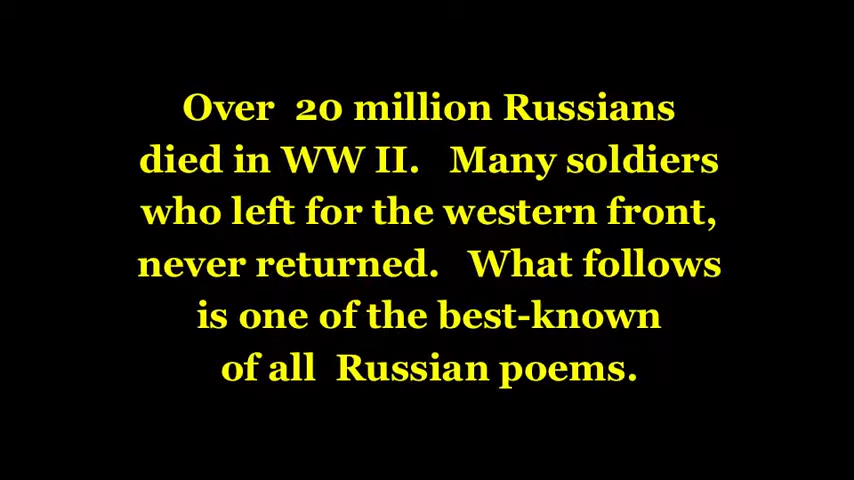 Over  20 million Russians
died in WW II.   Many soldiers
who left for the western front,
never returned.   What follows
is one of the best-known
of all  Russian poems.